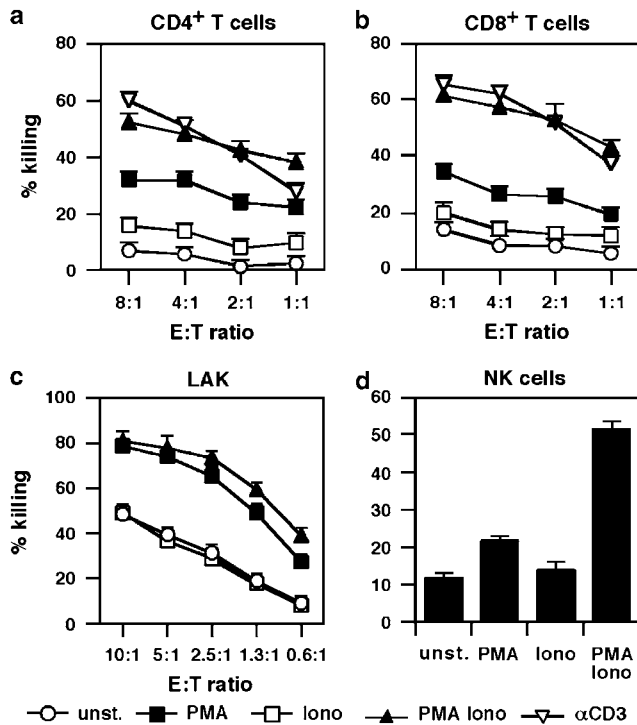 a
CD4+ T cells
% killing
80
60
40
20
0
8:1 4:1 2:1 1:1
E:T ratio
b
CD8+ T cells
80
60
40
20
0
8:1 4:1 2:1 1:1
E:T ratio
c
LAK
% killing
100
80
60
40
20
0
10:1 5:1 2.5:1 1.3:1 0.6:1
E:T ratio
d
NK cells
60
50
40
30
20
10
0
unst. PMA Iono PMA
Iono
unst. PMA Iono PMA Iono αCD3